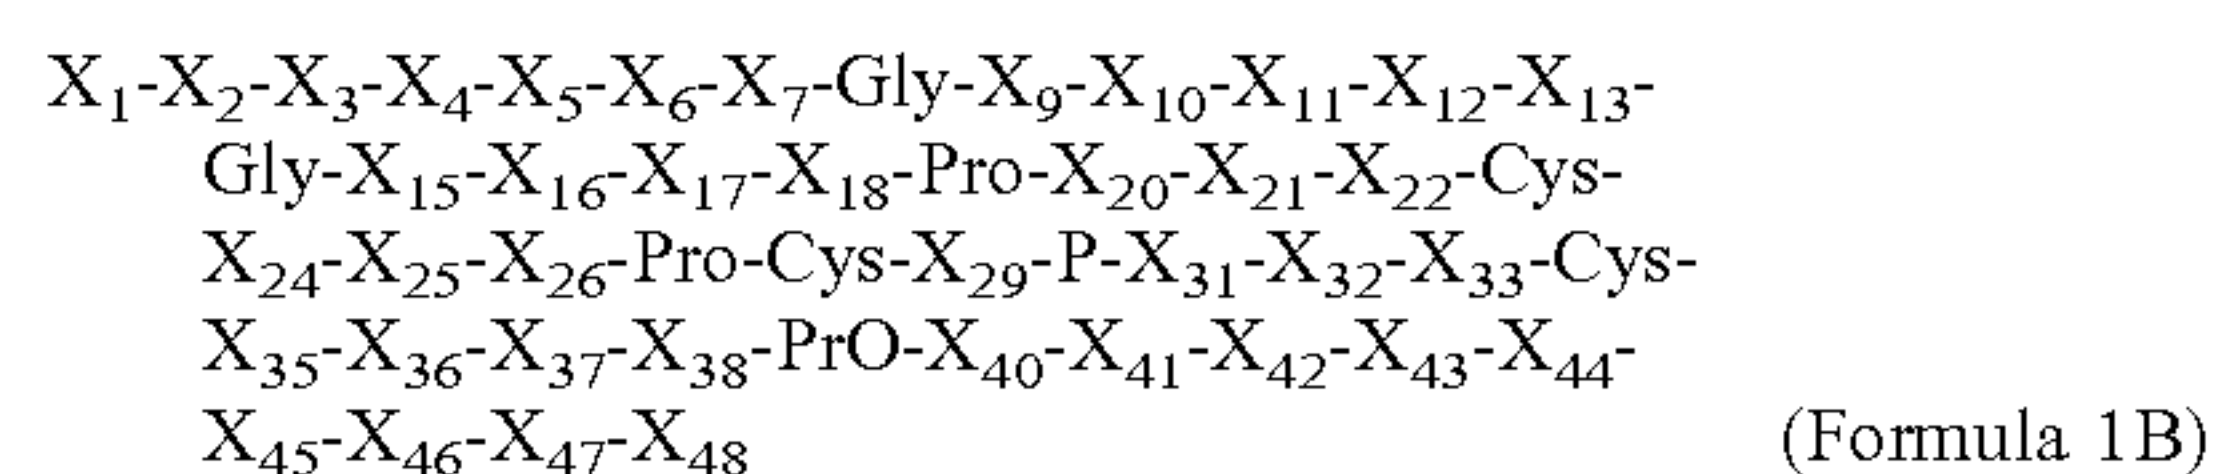 X₁-X₂-X₃-X₄-X₅-X₆-X₇-Gly-X₉-X₁₀-X₁₁-X₁₂-X₁₃-
Gly-X₁₅-X₁₆-X₁₇-X₁₈-Pro-X₂₀-X₂₁-X₂₂-Cys-
X₂₄-X₂₅-X₂₆-Pro-Cys-X₂₉-P-X₃₁-X₃₂-X₃₃-Cys-
X₃₅-X₃₆-X₃₇-X₃₈-PrO-X₄₀-X₄₁-X₄₂-X₄₃-X₄₄-
X₄₅-X₄₆-X₄₇-X₄₈ (Formula 1B)